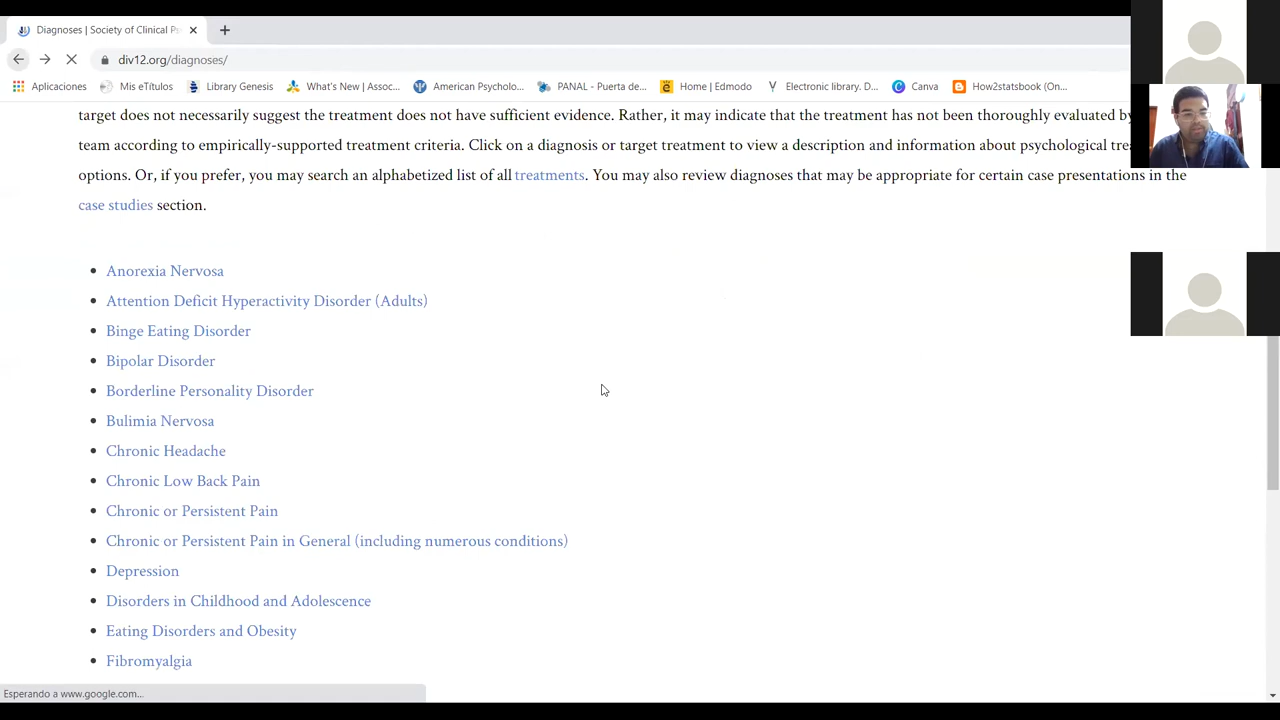 Diagnoses | Society of Clinical Ps
div12.org/diagnoses/
Aplicaciones Mis eTítulos Library Genesis What's New | Assoc... American Psycholo... PANAL - Puerta de... Home | Edmodo Electronic library. D... Canva How2statsbook (On...
target does not necessarily suggest the treatment does not have sufficient evidence. Rather, it may indicate that the treatment has not been thoroughly evaluated by
team according to empirically-supported treatment criteria. Click on a diagnosis or target treatment to view a description and information about psychological trea
options. Or, if you prefer, you may search an alphabetized list of all treatments. You may also review diagnoses that may be appropriate for certain case presentations in the
case studies section.
Anorexia Nervosa
Attention Deficit Hyperactivity Disorder (Adults)
Binge Eating Disorder
Bipolar Disorder
Borderline Personality Disorder
Bulimia Nervosa
Chronic Headache
Chronic Low Back Pain
Chronic or Persistent Pain
Chronic or Persistent Pain in General (including numerous conditions)
Depression
Disorders in Childhood and Adolescence
Eating Disorders and Obesity
Fibromyalgia
Esperando a www.google.com...